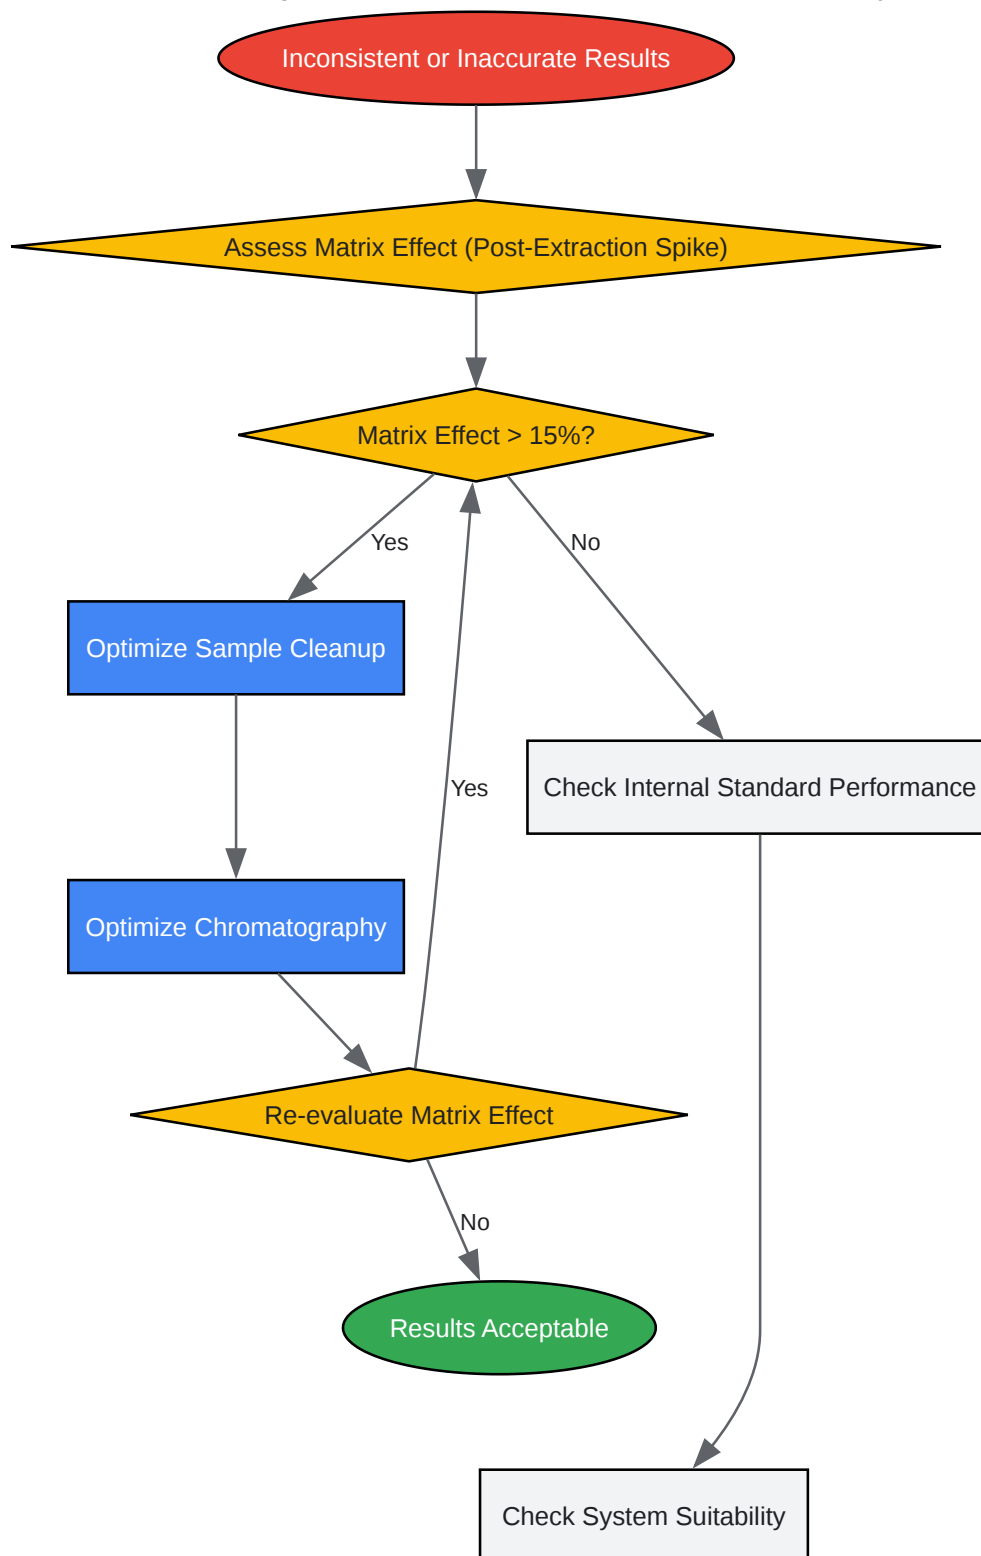 Inconsistent or Inaccurate Results
Assess Matrix Effect (Post-Extraction Spike)
Matrix Effect > 15%?
Yes
No
Optimize Sample Cleanup
Yes
Check Internal Standard Performance
Optimize Chromatography
Re-evaluate Matrix Effect
No
Results Acceptable
Check System Suitability